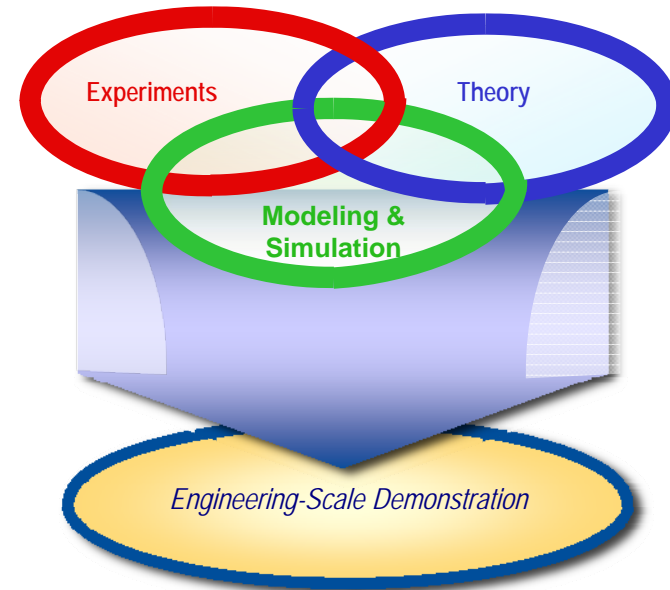 Experiments
Theory
Modeling &
Simulation
Engineering-Scale Demonstration